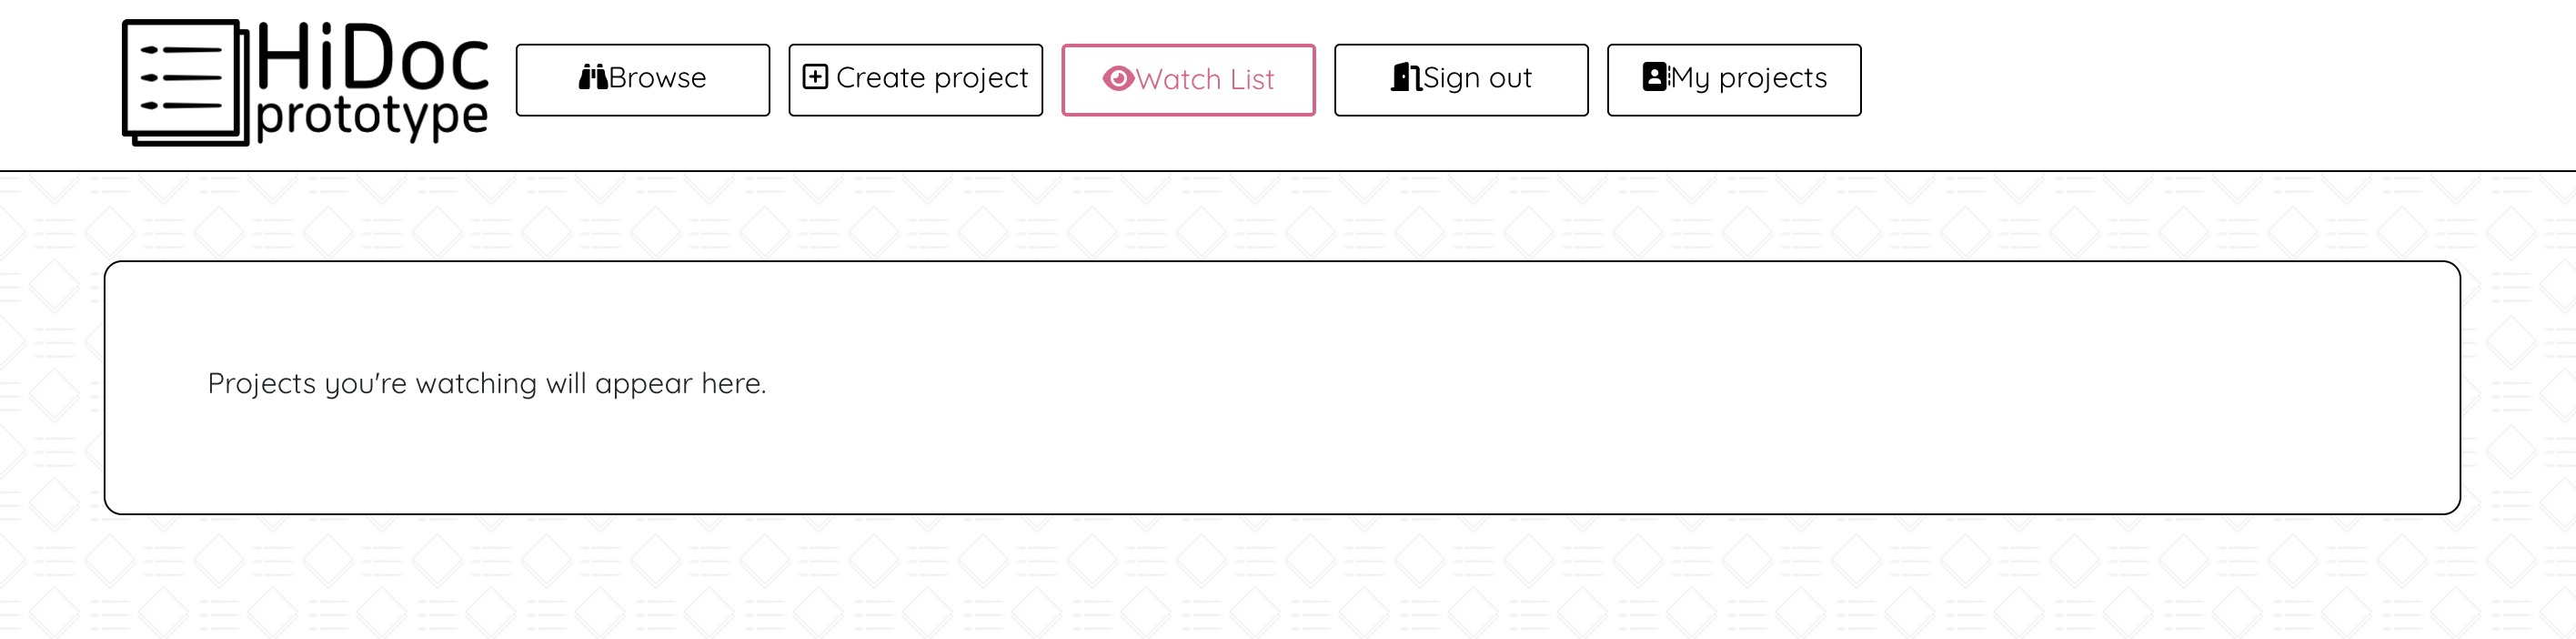 HiDoc
prototype
Browse
Create project
Watch List
Sign out
My projects
Projects you're watching will appear here.